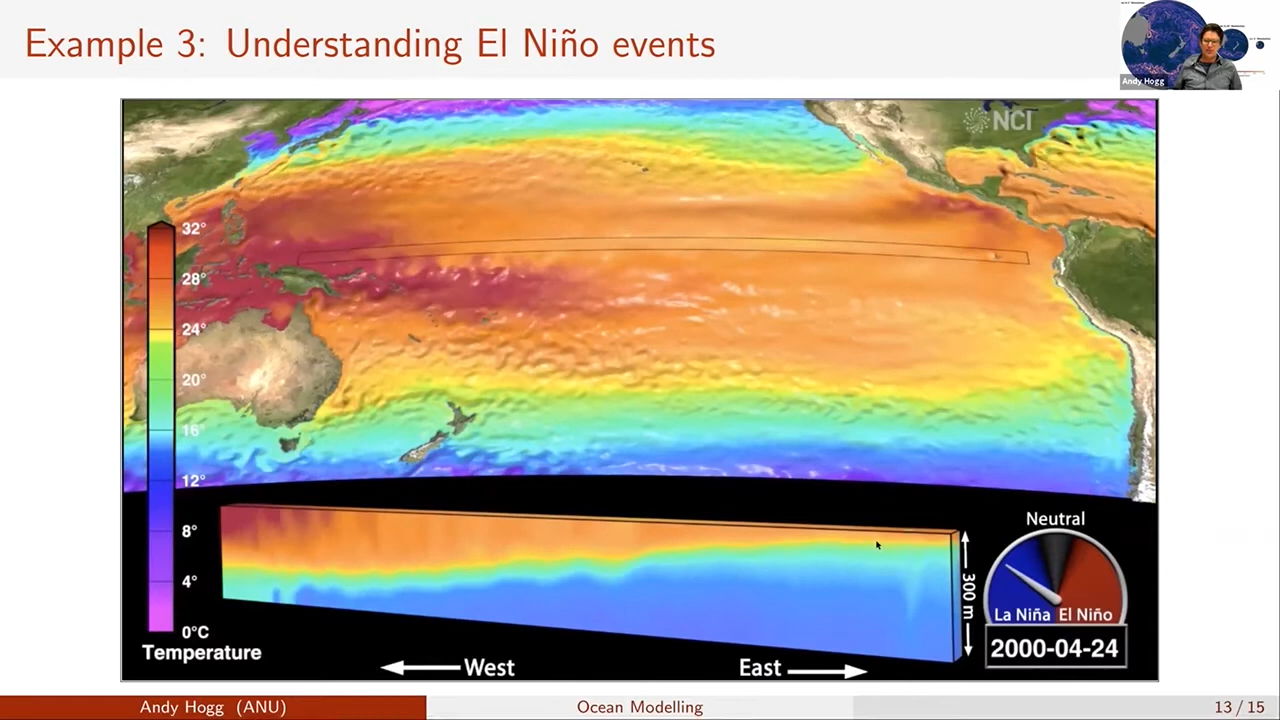 Example 3: Understanding El Niño events
Andy Hogg
NCI
32°
28°
24°
20°
16°
12°
8°
4°
0°C
Temperature
West
East
300 m
Neutral
La Niña El Niño
2000-04-24
Andy Hogg (ANU)
Ocean Modelling
13 / 15